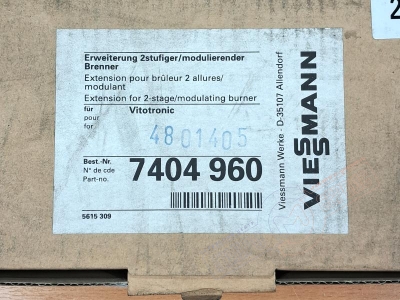 Erweiterung 2stufiger/modulierender
Brenner
Extension pour brûleur 2 allures/
modulant
Extension for 2-stage/modulating burner
für Vitotronic
pour
for
4801405
Best.-Nr.
N° de cde
Part-no.
7404 960
5615 309
Viessmann Werke · D-35107 Allendorf
VIESSMANN
2